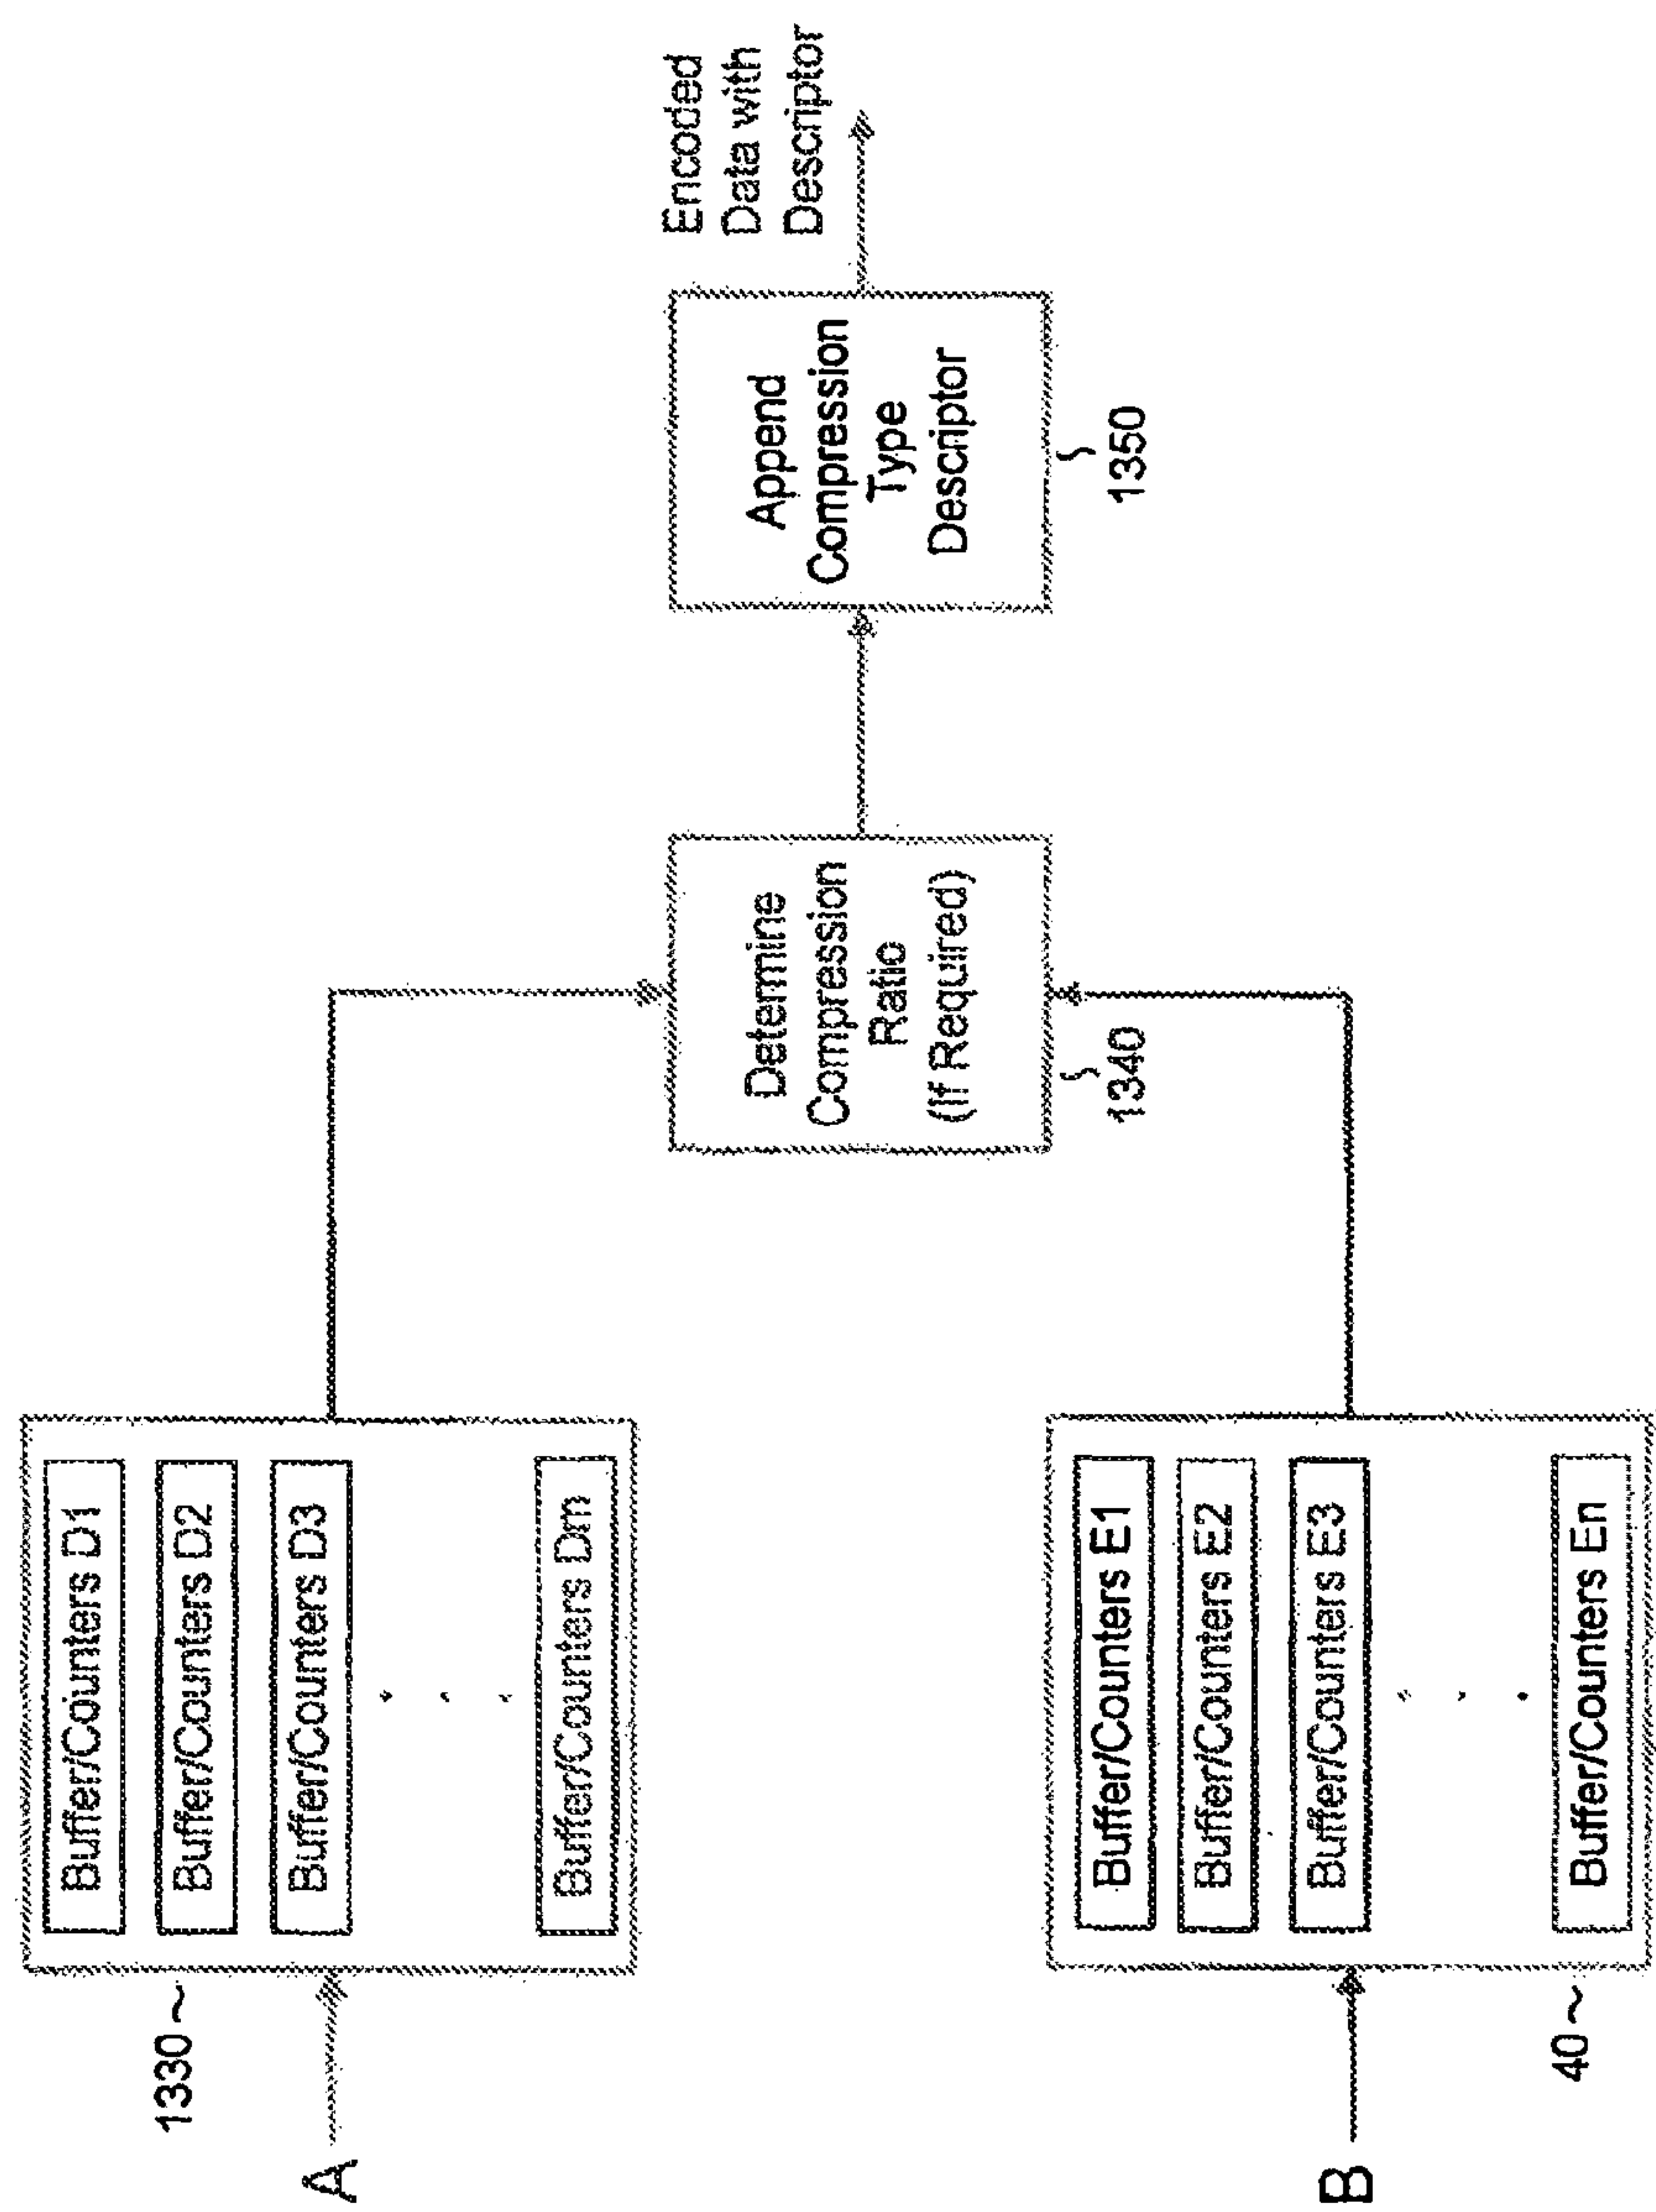 A
1330
Buffer/Counters D1
Buffer/Counters D2
Buffer/Counters D3
Buffer/Counters Dm
B
40
Buffer/Counters E1
Buffer/Counters E2
Buffer/Counters E3
Buffer/Counters En
Determine
Compression
Ratio
(If Required)
1340
Append
Compression
Type
Descriptor
1350
Encoded
Data with
Descriptor